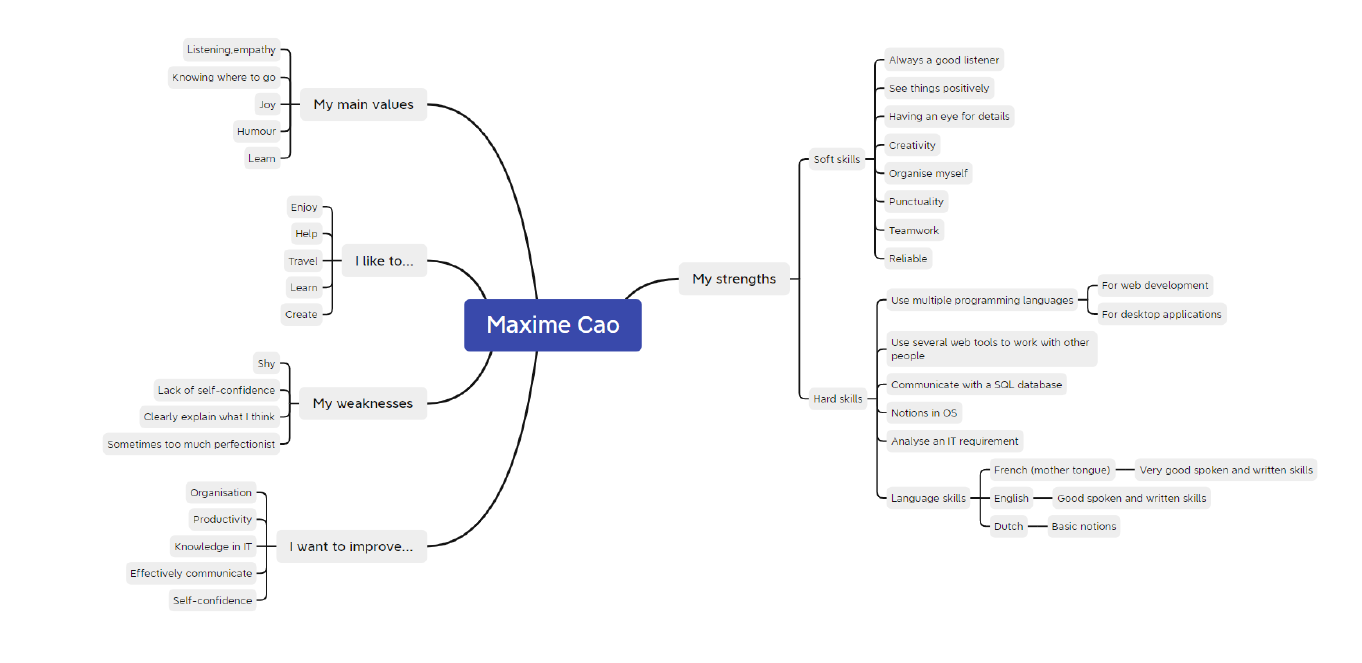 Maxime Cao
My main values
Listening,empathy
Knowing where to go
Joy
Humour
Learn
I like to...
Enjoy
Help
Travel
Learn
Create
My weaknesses
Shy
Lack of self-confidence
Clearly explain what I think
Sometimes too much perfectionist
I want to improve...
Organisation
Productivity
Knowledge in IT
Effectively communicate
Self-confidence
My strengths
Soft skills
Always a good listener
See things positively
Having an eye for details
Creativity
Organise myself
Punctuality
Teamwork
Reliable
Hard skills
Use multiple programming languages
For web development
For desktop applications
Use several web tools to work with other
people
Communicate with a SQL database
Notions in OS
Analyse an IT requirement
Language skills
French (mother tongue)
Very good spoken and written skills
English
Good spoken and written skills
Dutch
Basic notions